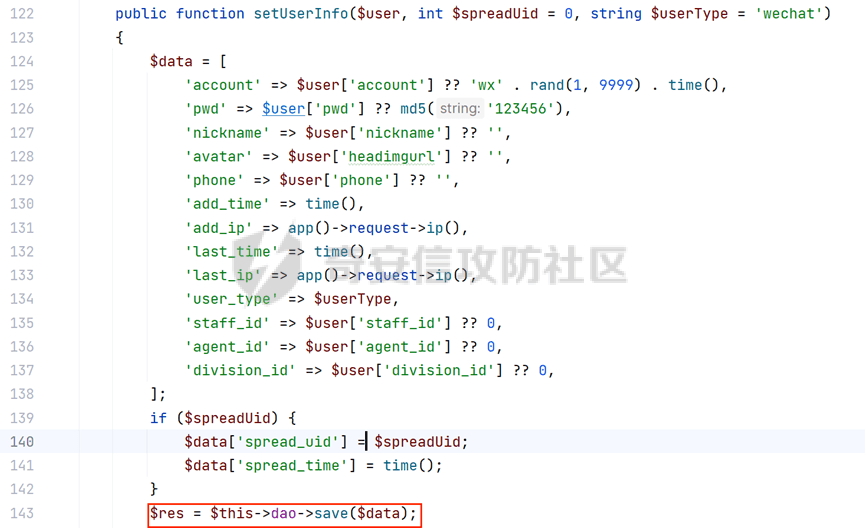 122 public function setUserInfo($user, int $spreadUid = 0, string $userType = 'wechat')
123 {
124 $data = [
125 'account' => $user['account'] ?? 'wx' . rand(1, 9999) . time(),
126 'pwd' => $user['pwd'] ?? md5( string: '123456'),
127 'nickname' => $user['nickname'] ?? '',
128 'avatar' => $user['headimgurl'] ?? '',
129 'phone' => $user['phone'] ?? '',
130 'add_time' => time(),
131 'add_ip' => app()->request->ip(),
132 'last_time' => time(),
奇安信攻防社区
133 'last_ip' => app()->request->ip(),
134 'user_type' => $userType,
135 'staff_id' => $user['staff_id'] ?? 0,
136 'agent_id' => $user['agent_id'] ?? 0,
137 'division_id' => $user['division_id'] ?? 0,
138 ];
139 if ($spreadUid) {
140 $data['spread_uid'] = $spreadUid;
141 $data['spread_time'] = time();
142 }
143 $res = $this->dao->save($data);